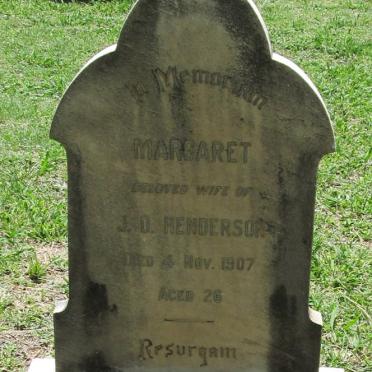 In Memoriam
MARGARET
BELOVED WIFE OF
J. D. HENDERSON
DIED 4 NOV. 1907
AGED 26
Resurgam